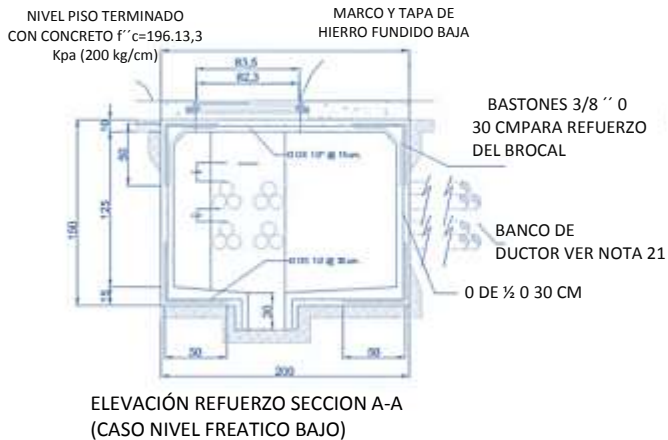 NIVEL PISO TERMINADO
CON CONCRETO f´´c=196.13,3
Kpa (200 kg/cm)
MARCO Y TAPA DE
HIERRO FUNDIDO BAJA
83,5
62,3
BASTONES 3/8 ´´ 0
30 CMPARA REFUERZO
DEL BROCAL
10
50
150
125
15
BANCO DE
DUCTOR VER NOTA 21
0 DE ½ 0 30 CM
30
50
50
200
ELEVACIÓN REFUERZO SECCION A-A
(CASO NIVEL FREATICO BAJO)